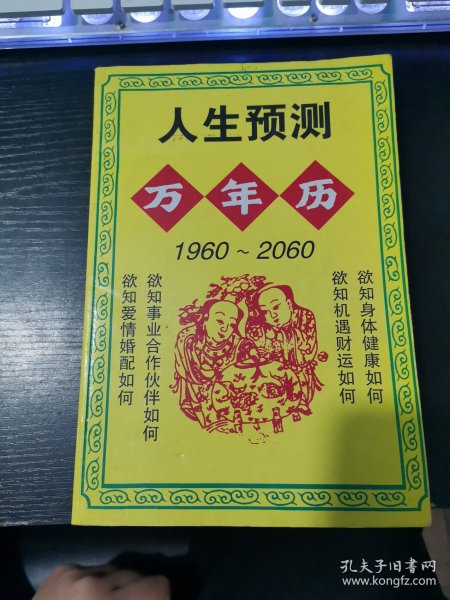 人生预测
万年历
1960 ~ 2060
欲知身体健康如何
欲知机遇财运如何
欲知事业合作伙伴如何
欲知爱情婚配如何
孔夫子旧书网
www.kongfz.com